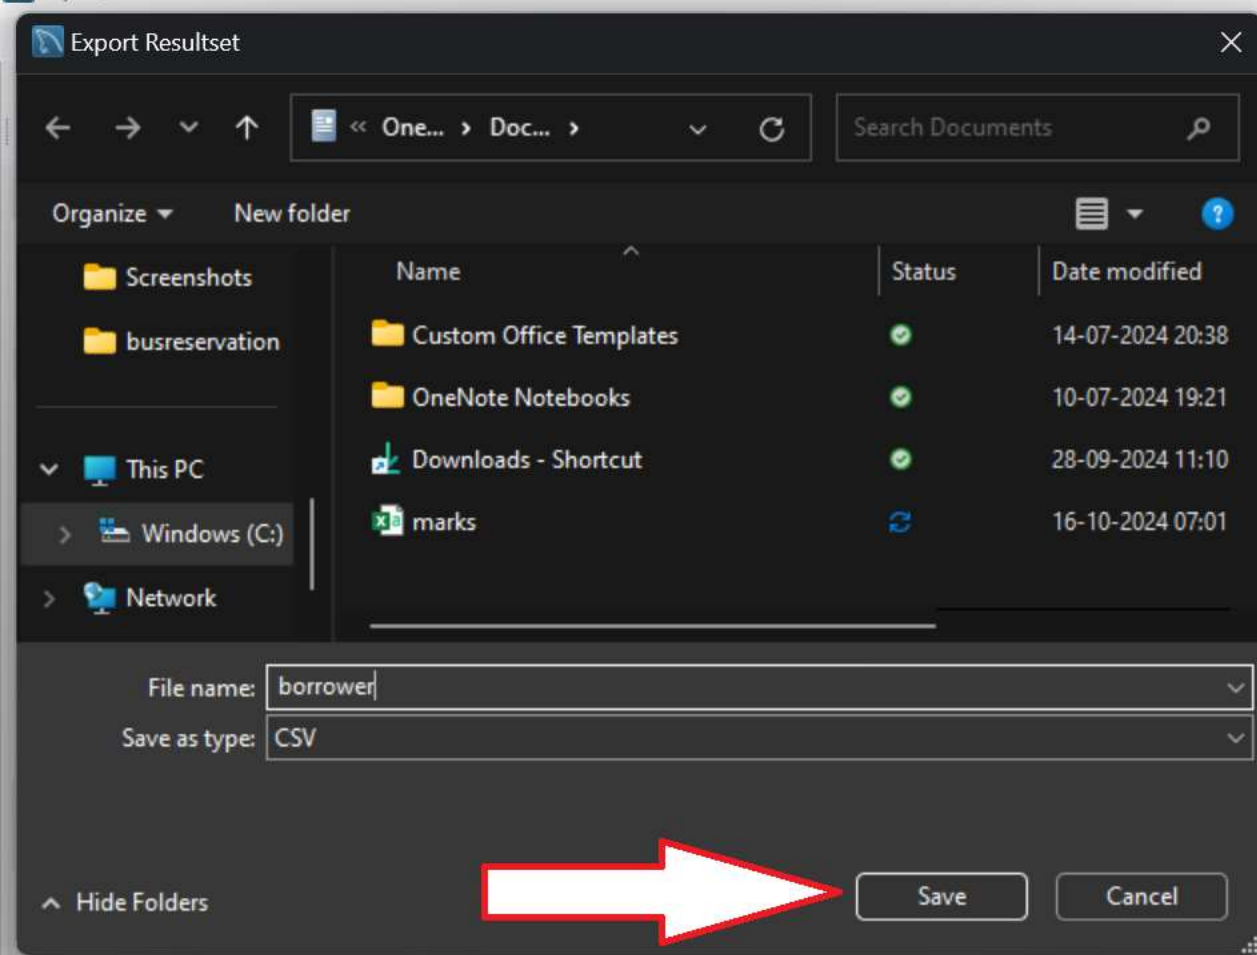 Export Resultset
« One... > Doc... >
Search Documents
Organize
New folder
?
Screenshots
busreservation
This PC
Windows (C:)
Network
Name Status Date modified
Custom Office Templates 14-07-2024 20:38
OneNote Notebooks 10-07-2024 19:21
Downloads - Shortcut 28-09-2024 11:10
marks 16-10-2024 07:01
File name: borrower
Save as type: CSV
Hide Folders
Save
Cancel